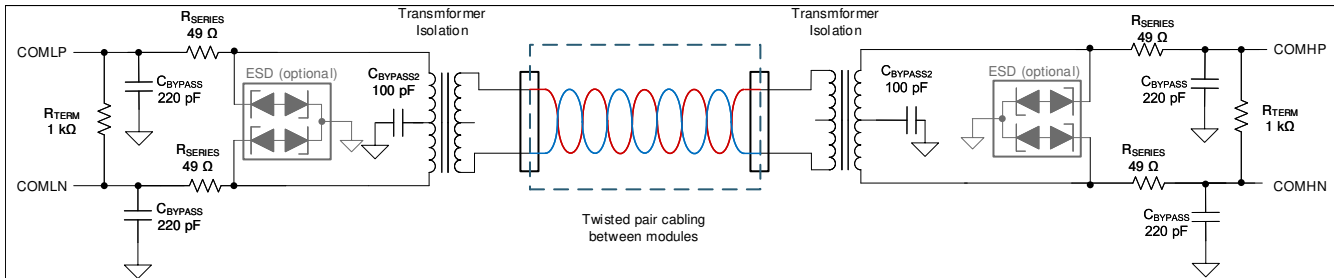 Transmformer
Isolation
Transmformer
Isolation
RSERIES
49 Ω
COMLP
ESD (optional)
CBYPASS
220 pF
CBYPASS2
100 pF
RTERM
1 kΩ
RSERIES
49 Ω
COMLN
CBYPASS
220 pF
Twisted pair cabling
between modules
CBYPASS2
100 pF
ESD (optional)
RSERIES
49 Ω
COMHP
CBYPASS
220 pF
RTERM
1 kΩ
RSERIES
49 Ω
COMHN
CBYPASS
220 pF